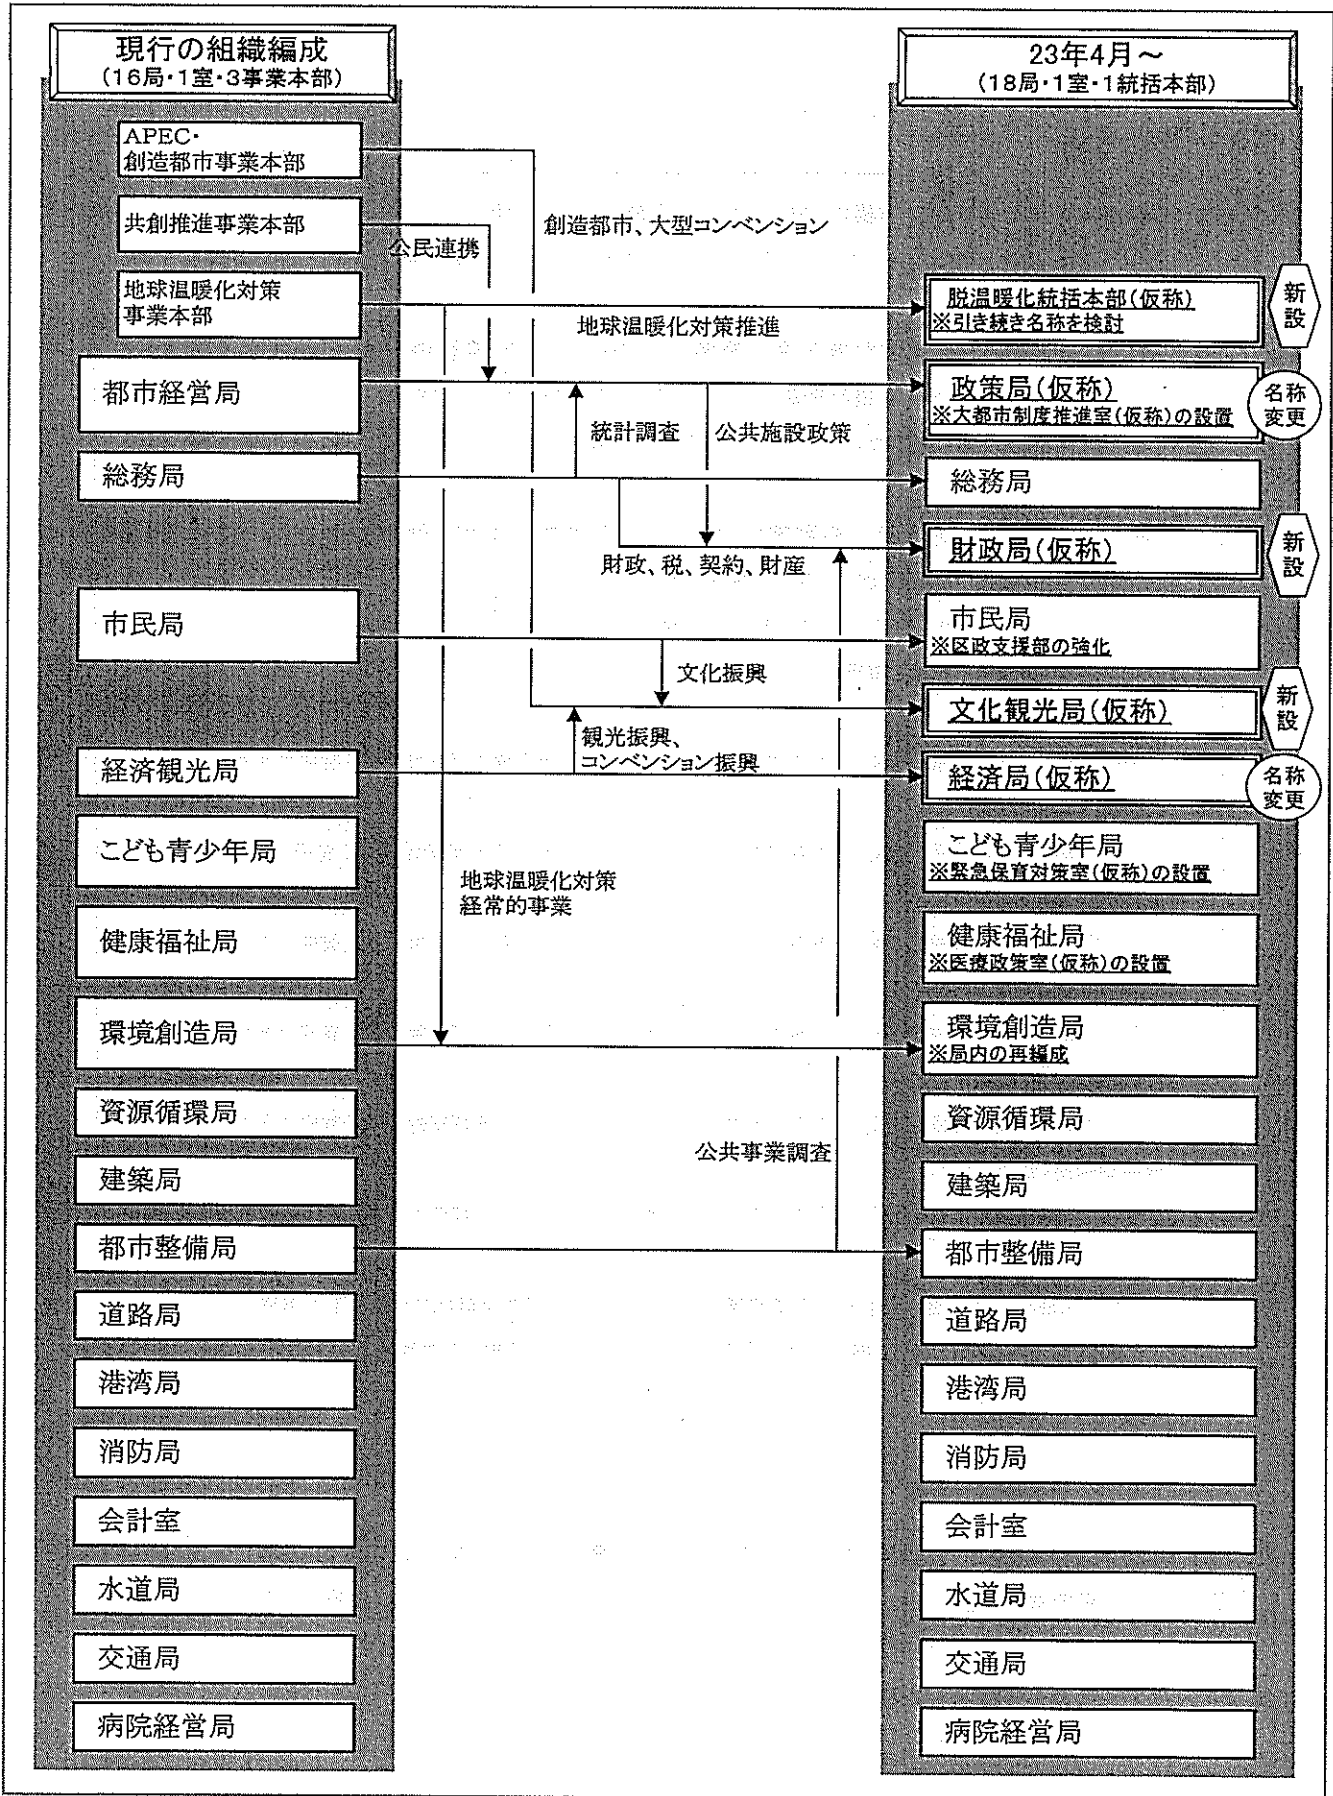 現行の組織編成
(16局・1室・3事業本部)
APEC・
創造都市事業本部
共創推進事業本部
地球温暖化対策
事業本部
都市経営局
総務局
市民局
経済観光局
こども青少年局
健康福祉局
環境創造局
資源循環局
建築局
都市整備局
道路局
港湾局
消防局
会計室
水道局
交通局
病院経営局
創造都市、大型コンベンション
公民連携
地球温暖化対策推進
統計調査
公共施設政策
財政、税、契約、財産
文化振興
観光振興、
コンベンション振興
地球温暖化対策
経常的事業
公共事業調査
23年4月～
(18局・1室・1統括本部)
脱温暖化統括本部(仮称)
※引き続き名称を検討
新設
政策局(仮称)
※大都市制度推進室(仮称)の設置
名称
変更
総務局
財政局(仮称)
新設
市民局
※区政支援部の強化
文化観光局(仮称)
新設
経済局(仮称)
名称
変更
こども青少年局
※緊急保育対策室(仮称)の設置
健康福祉局
※医療政策室(仮称)の設置
環境創造局
※局内の再編成
資源循環局
建築局
都市整備局
道路局
港湾局
消防局
会計室
水道局
交通局
病院経営局